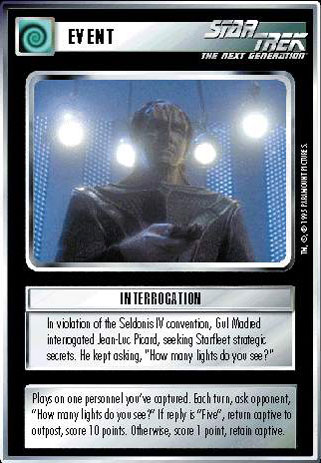 EVENT
STAR TREK
THE NEXT GENERATION
TM, ®, © 1995 PARAMOUNT PICTURES.
INTERROGATION
In violation of the Seldonis IV convention, Gul Madred
interrogated Jean-Luc Picard, seeking Starfleet strategic
secrets. He kept asking, "How many lights do you see?"
Plays on one personnel you've captured. Each turn, ask opponent,
"How many lights do you see?" If reply is "Five", return captive to
outpost, score 10 points. Otherwise, score 1 point, retain captive.